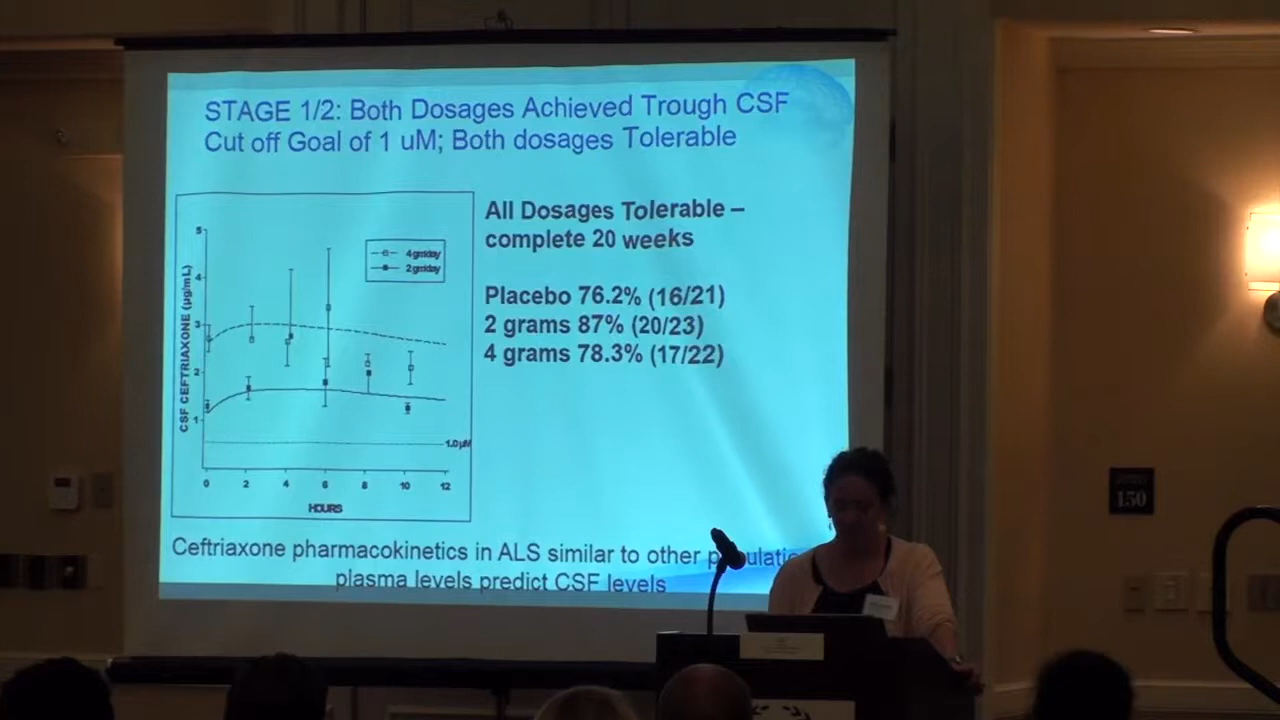 STAGE 1/2: Both Dosages Achieved Trough CSF
Cut off Goal of 1 uM; Both dosages Tolerable
All Dosages Tolerable –
complete 20 weeks
Placebo 76.2% (16/21)
2 grams 87% (20/23)
4 grams 78.3% (17/22)
CSF CEFTRIAXONE (µg/mL)
5
4
3
2
1
4 gm/day
2 gm/day
1.0 µM
0 2 4 6 8 10 12
HOURS
Ceftriaxone pharmacokinetics in ALS similar to other
plasma levels predict CSF levels
150